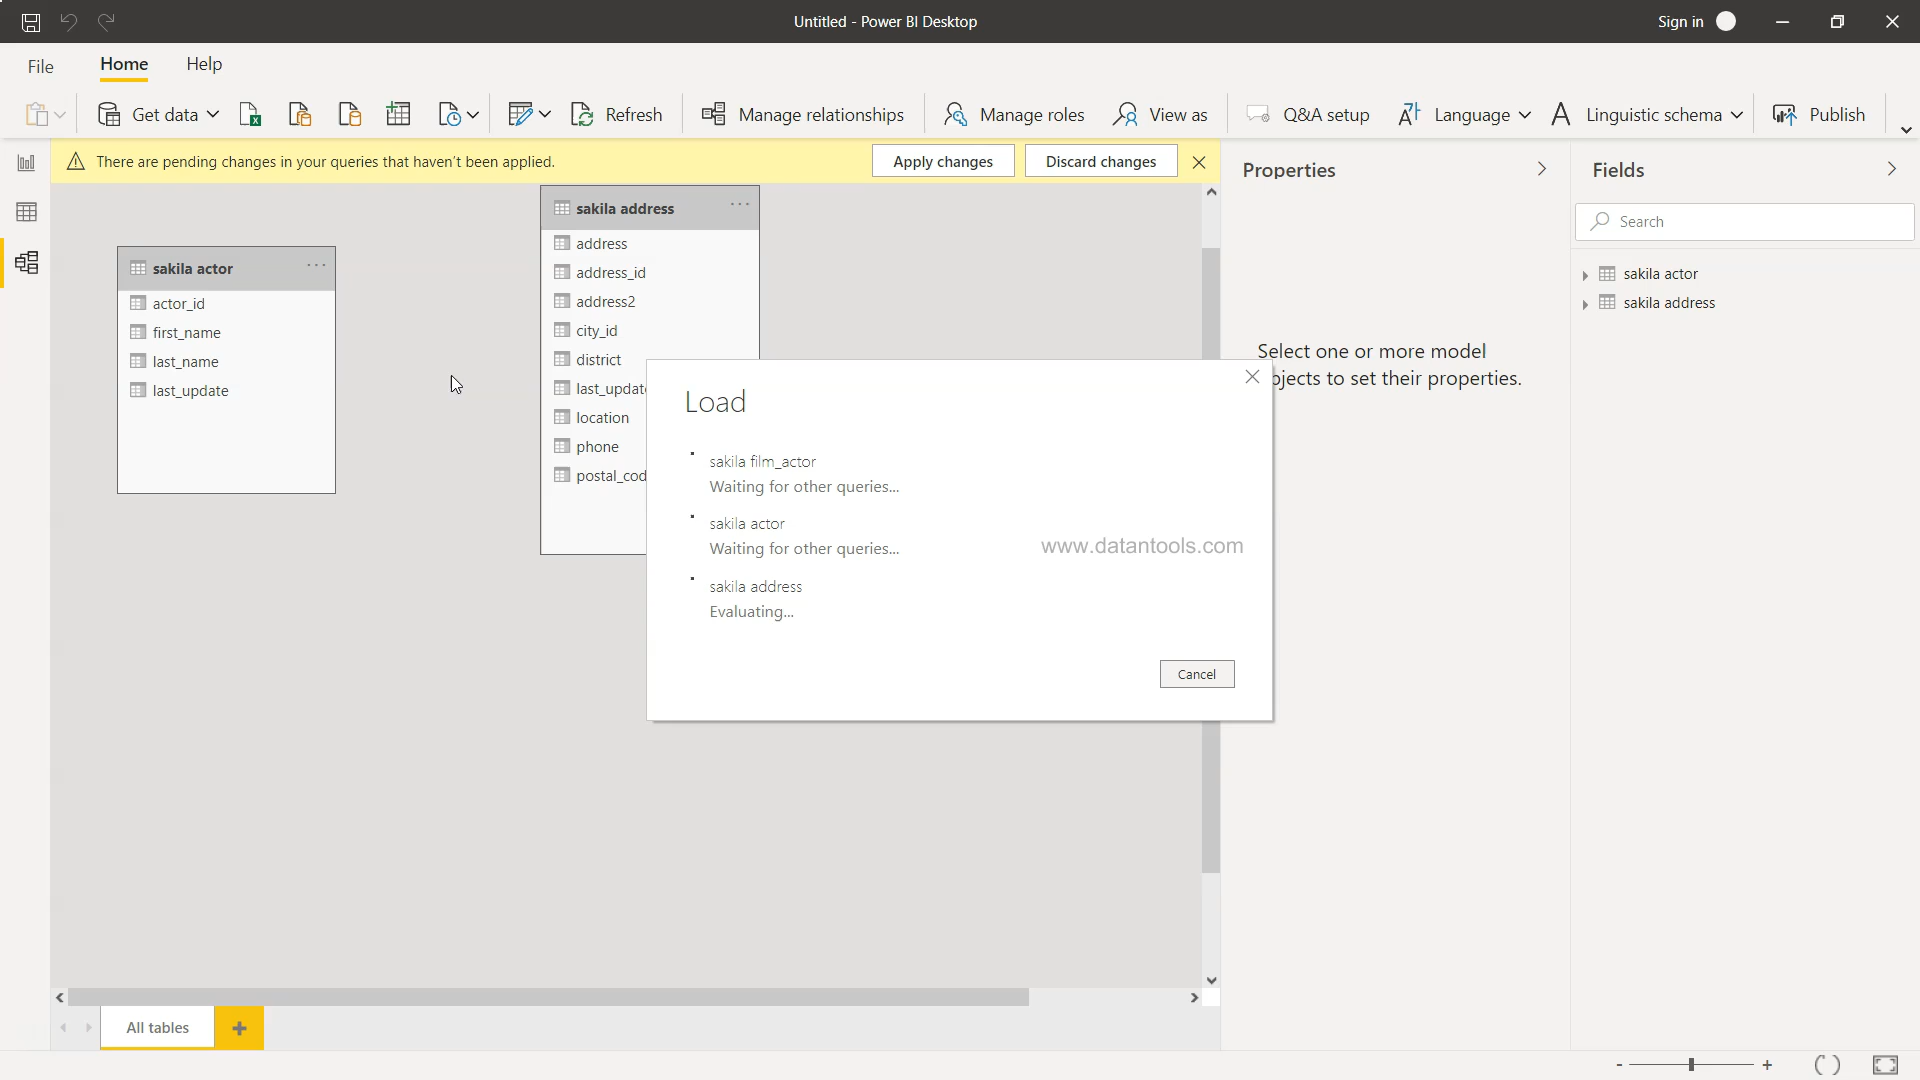 Untitled - Power BI Desktop
Sign in
File
Home
Help
Get data
Refresh
Manage relationships
Manage roles
View as
Q&A setup
Language
Linguistic schema
Publish
There are pending changes in your queries that haven't been applied.
Apply changes
Discard changes
Properties
Fields
Search
sakila actor
actor_id
first_name
last_name
last_update
sakila address
address
address_id
address2
city_id
district
last_update
location
phone
postal_cod
Load
sakila film_actor
Waiting for other queries...
sakila actor
Waiting for other queries...
sakila address
Evaluating...
www.datantools.com
Cancel
Select one or more model
bjects to set their properties.
sakila actor
sakila address
All tables